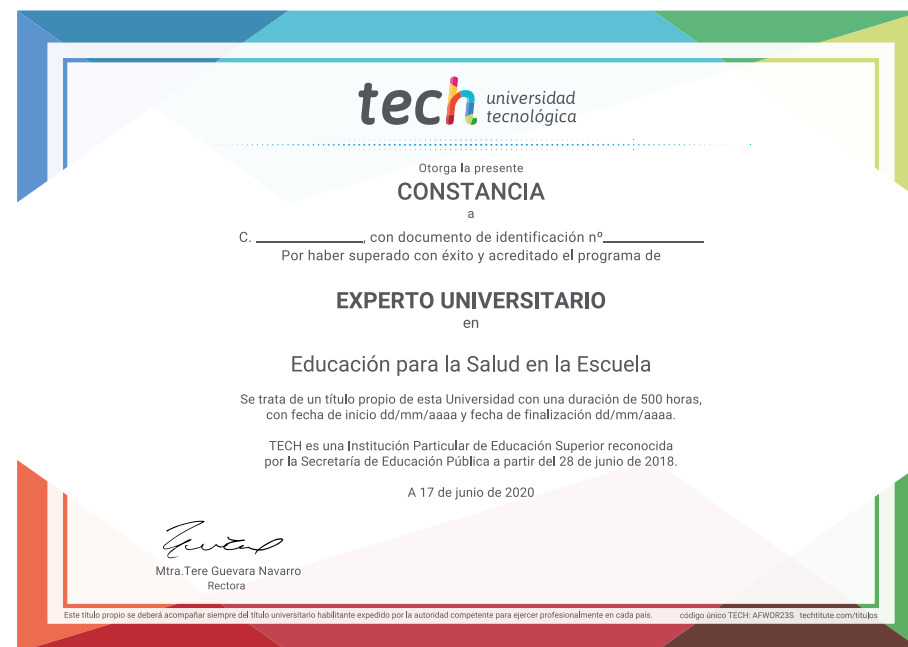 tech universidad
tecnológica
Otorga la presente
CONSTANCIA
a
C. ______________, con documento de identificación nº_____________
Por haber superado con éxito y acreditado el programa de
EXPERTO UNIVERSITARIO
en
Educación para la Salud en la Escuela
Se trata de un título propio de esta Universidad con una duración de 500 horas,
con fecha de inicio dd/mm/aaaa y fecha de finalización dd/mm/aaaa.
TECH es una Institución Particular de Educación Superior reconocida
por la Secretaría de Educación Pública a partir del 28 de junio de 2018.
A 17 de junio de 2020
Mtra.Tere Guevara Navarro
Rectora
Este título propio se deberá acompañar siempre del título universitario habilitante expedido por la autoridad competente para ejercer profesionalmente en cada país. código único TECH: AFWOR23S techtitute.com/titulos